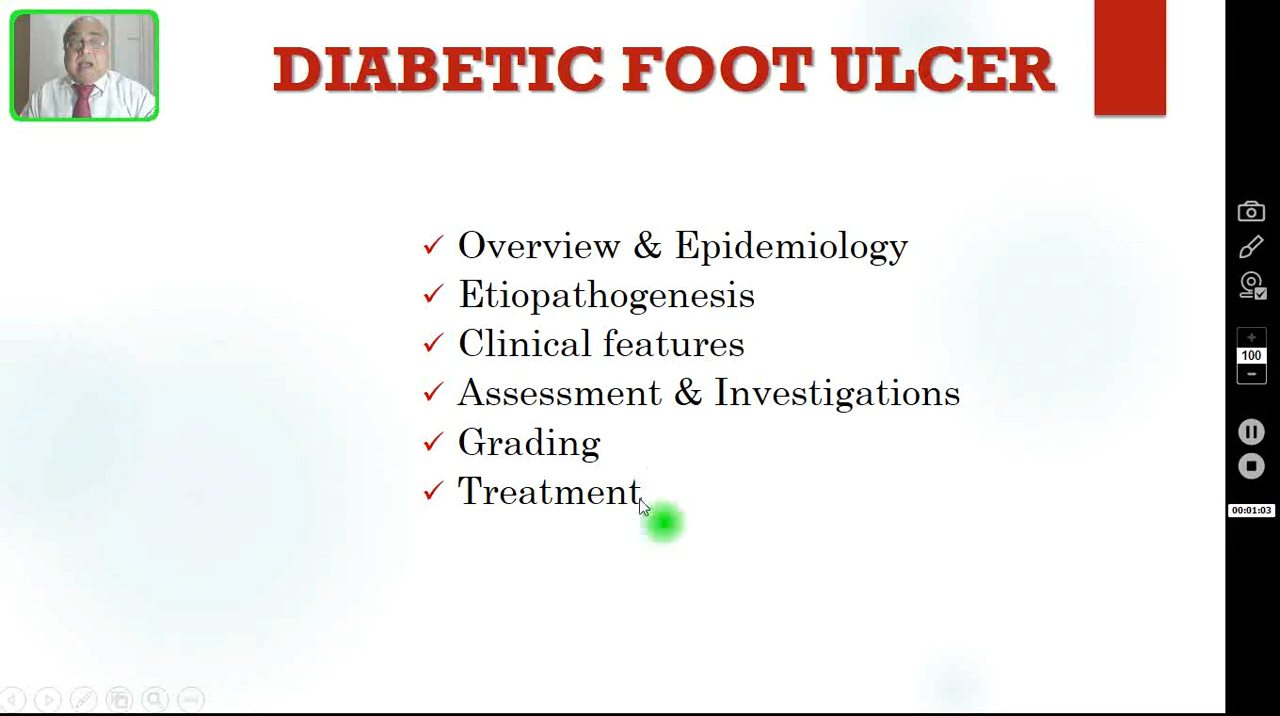 DIABETIC FOOT ULCER
Overview & Epidemiology
Etiopathogenesis
Clinical features
Assessment & Investigations
Grading
Treatment
100
00:01:03